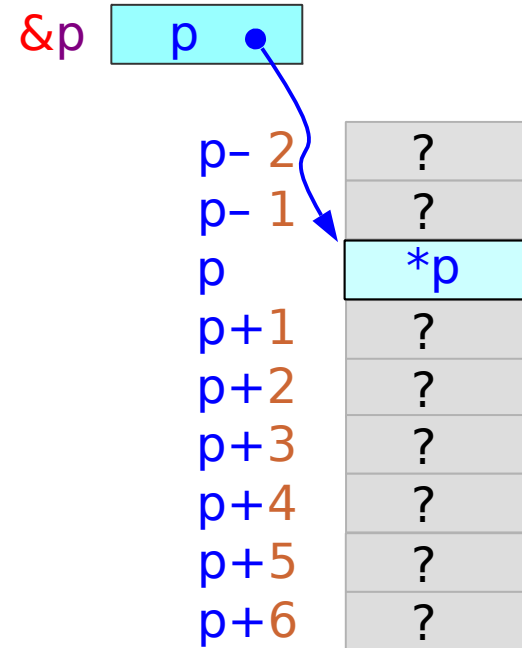 &p p
p– 2 ?
p– 1 ?
p *p
p+1 ?
p+2 ?
p+3 ?
p+4 ?
p+5 ?
p+6 ?